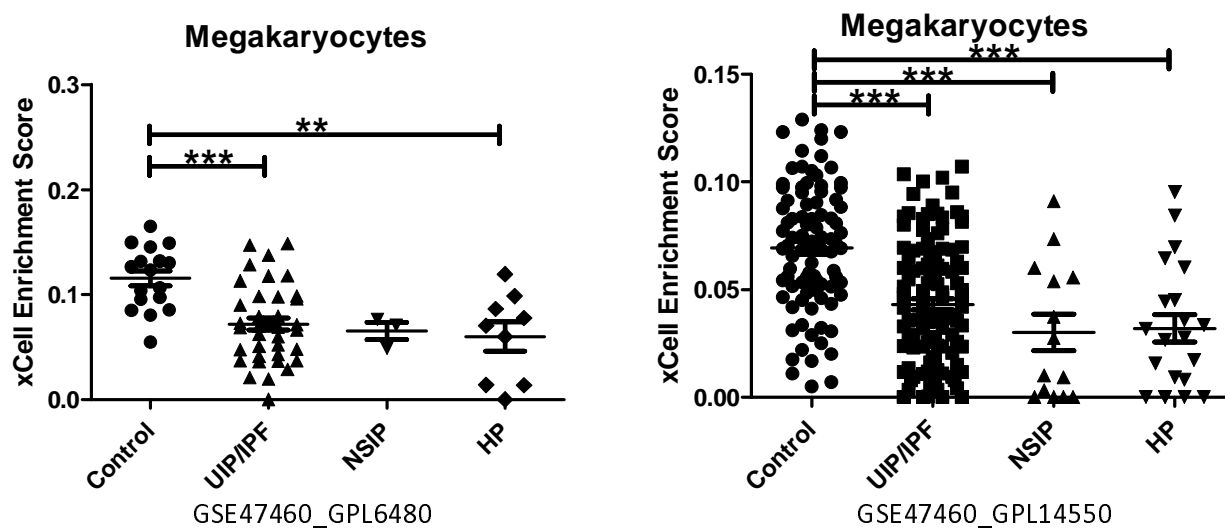 Megakaryocytes
xCell Enrichment Score
0.3
0.2
0.1
0.0
**
***
Control
UIP/IPF
NSIP
HP
GSE47460_GPL6480
Megakaryocytes
xCell Enrichment Score
0.15
0.10
0.05
0.00
***
***
***
Control
UIP/IPF
NSIP
HP
GSE47460_GPL14550